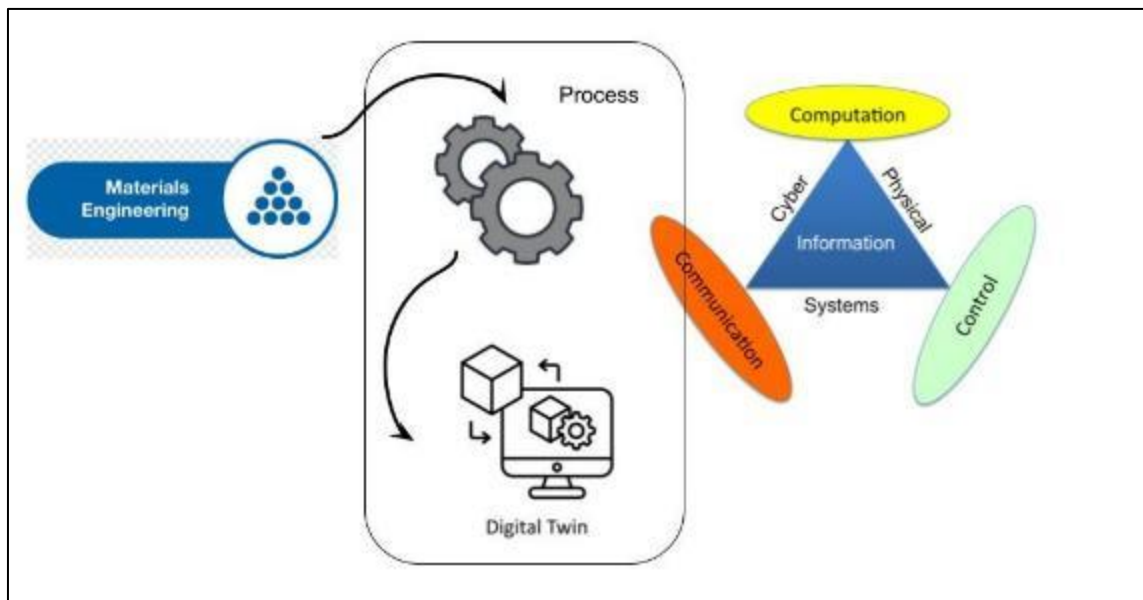 Materials
Engineering
Process
Digital Twin
Computation
Cyber
Physical
Information
Systems
Communication
Control